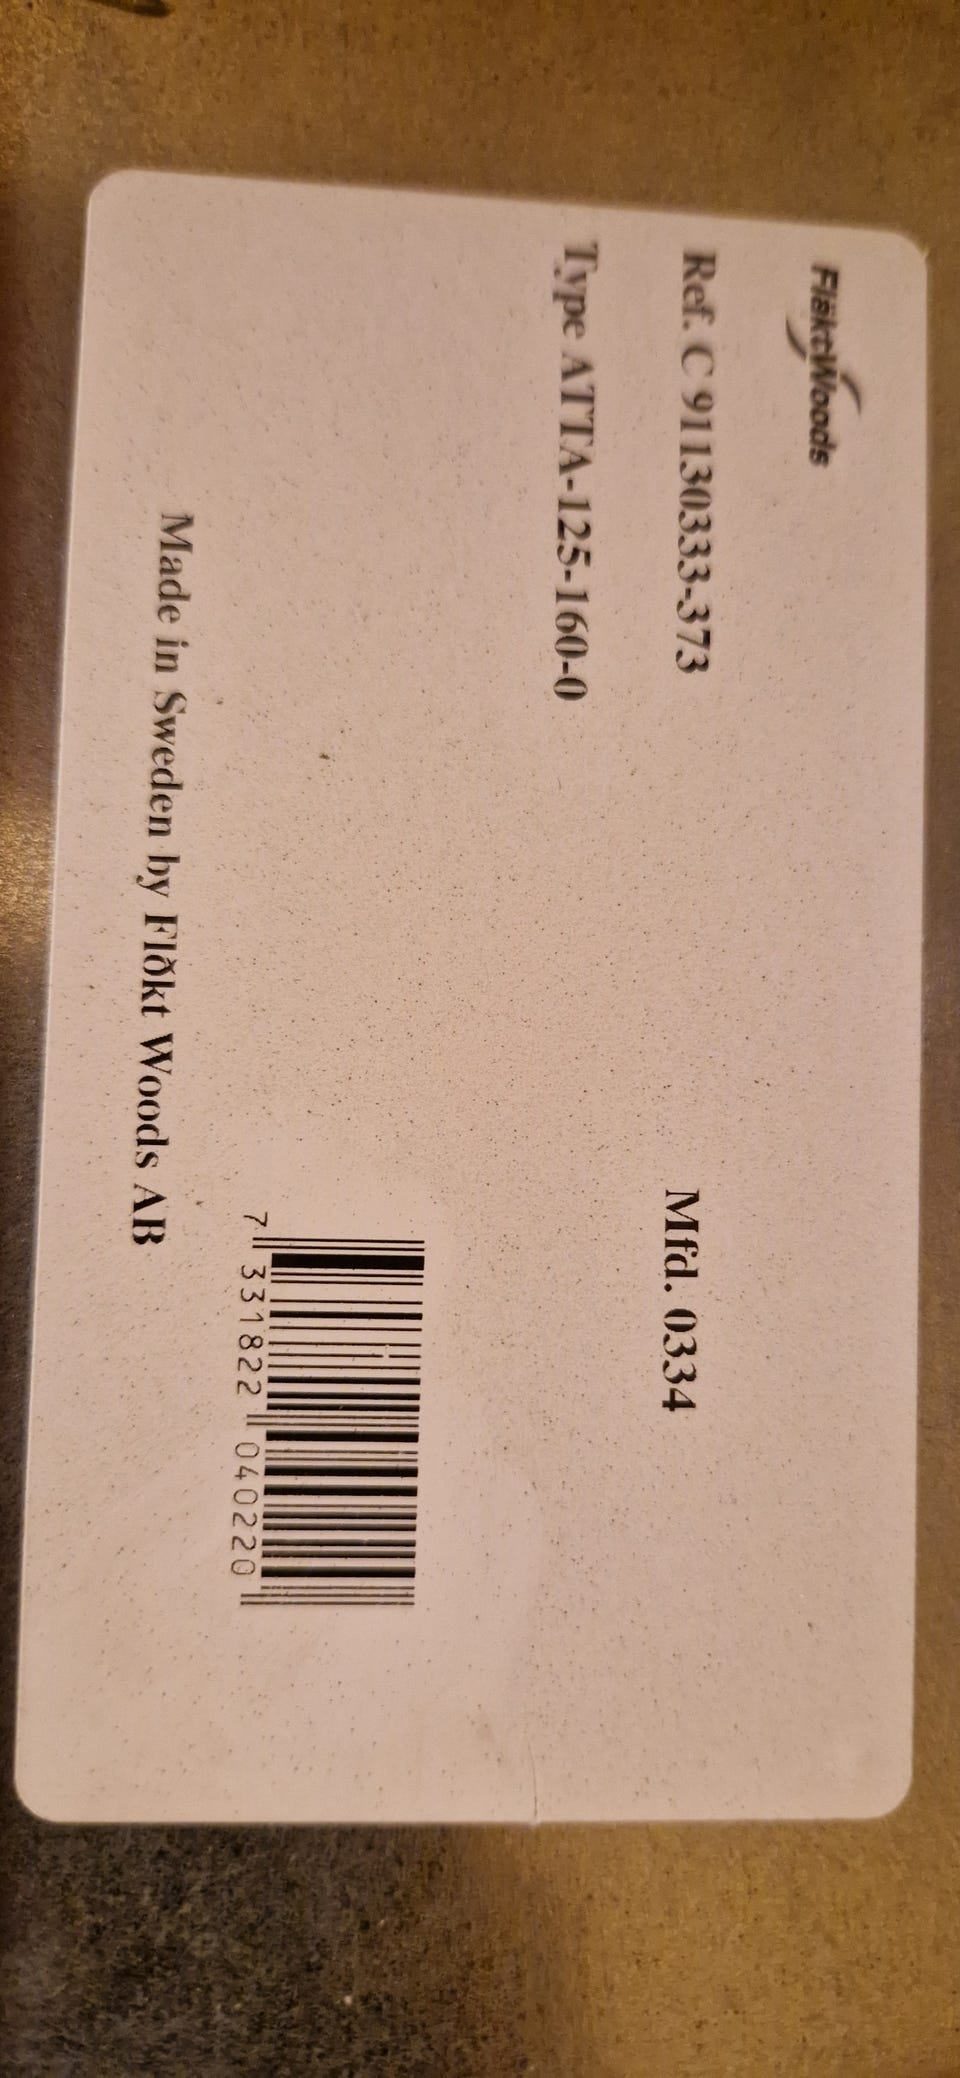 FläktWoods
Ref. C 91130333-373 Mfd. 0334
Type ATTA-125-160-0
7 331822 040220
Made in Sweden by Flðkt Woods AB